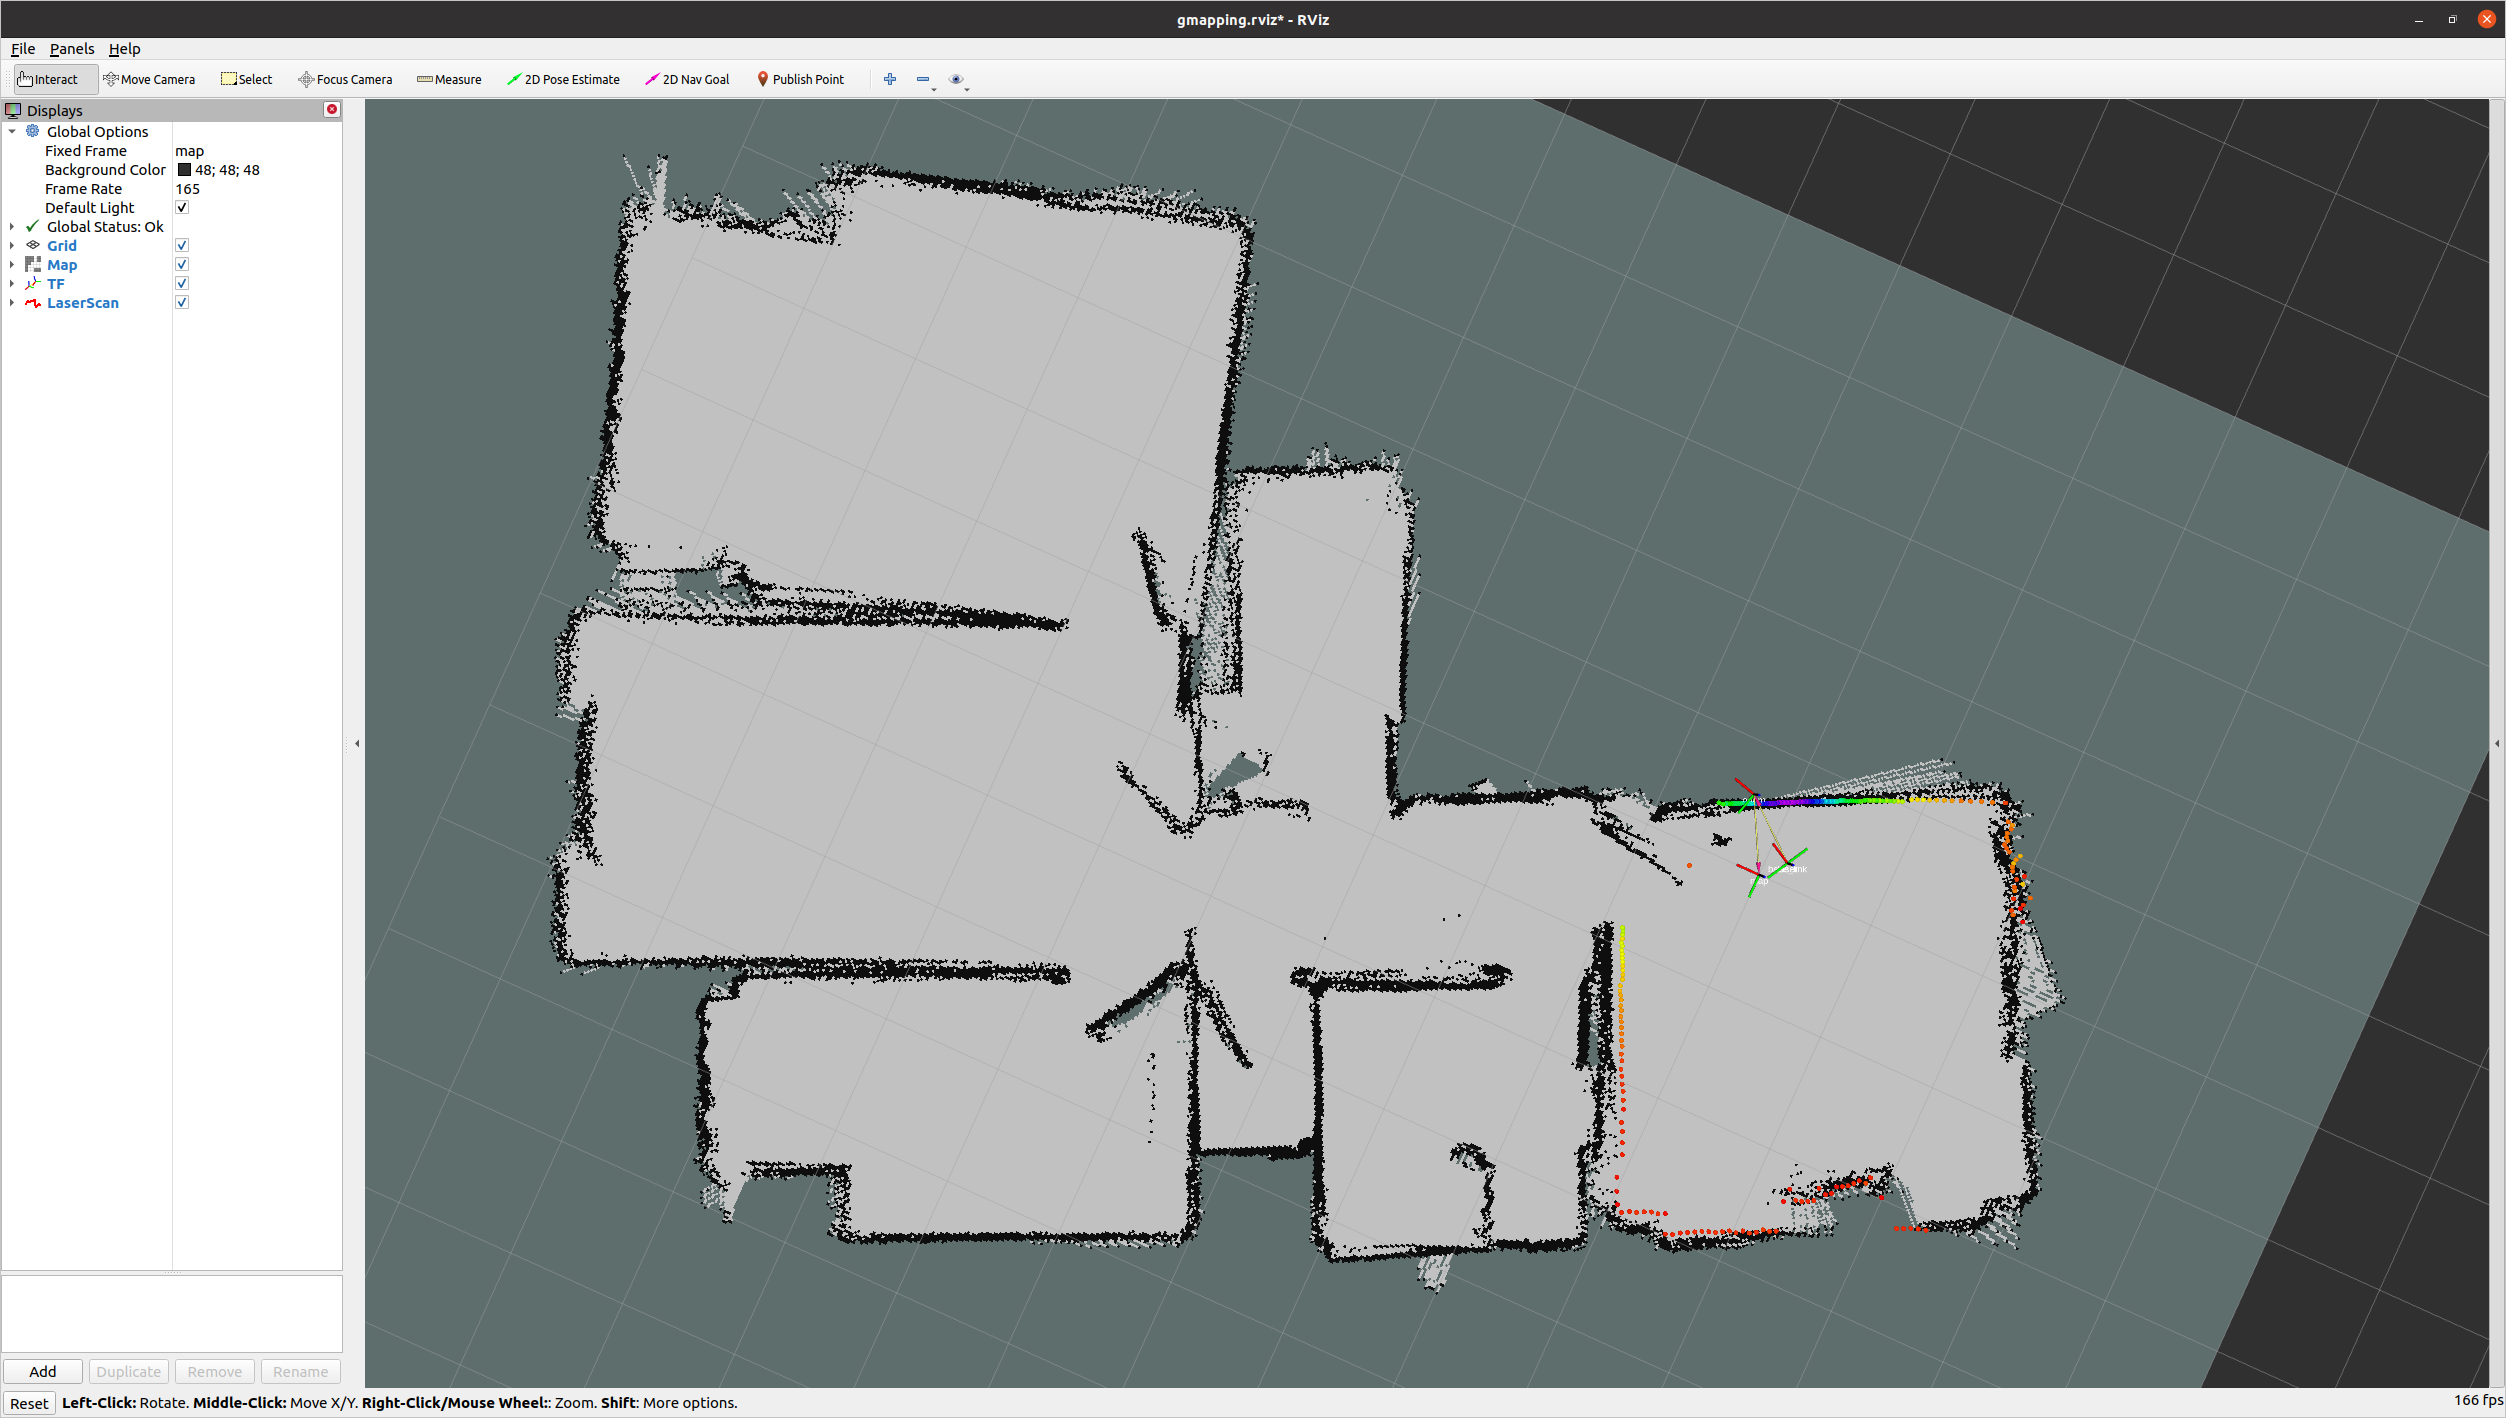 gmapping.rviz* - RViz
File Panels Help
Interact Move Camera Select Focus Camera Measure 2D Pose Estimate 2D Nav Goal Publish Point
Displays
Global Options
Fixed Frame map
Background Color 48; 48; 48
Frame Rate 165
Default Light
Global Status: Ok
Grid
Map
TF
LaserScan
Add Duplicate Remove Rename
Reset Left-Click: Rotate. Middle-Click: Move X/Y. Right-Click/Mouse Wheel:: Zoom. Shift: More options. 166 fps